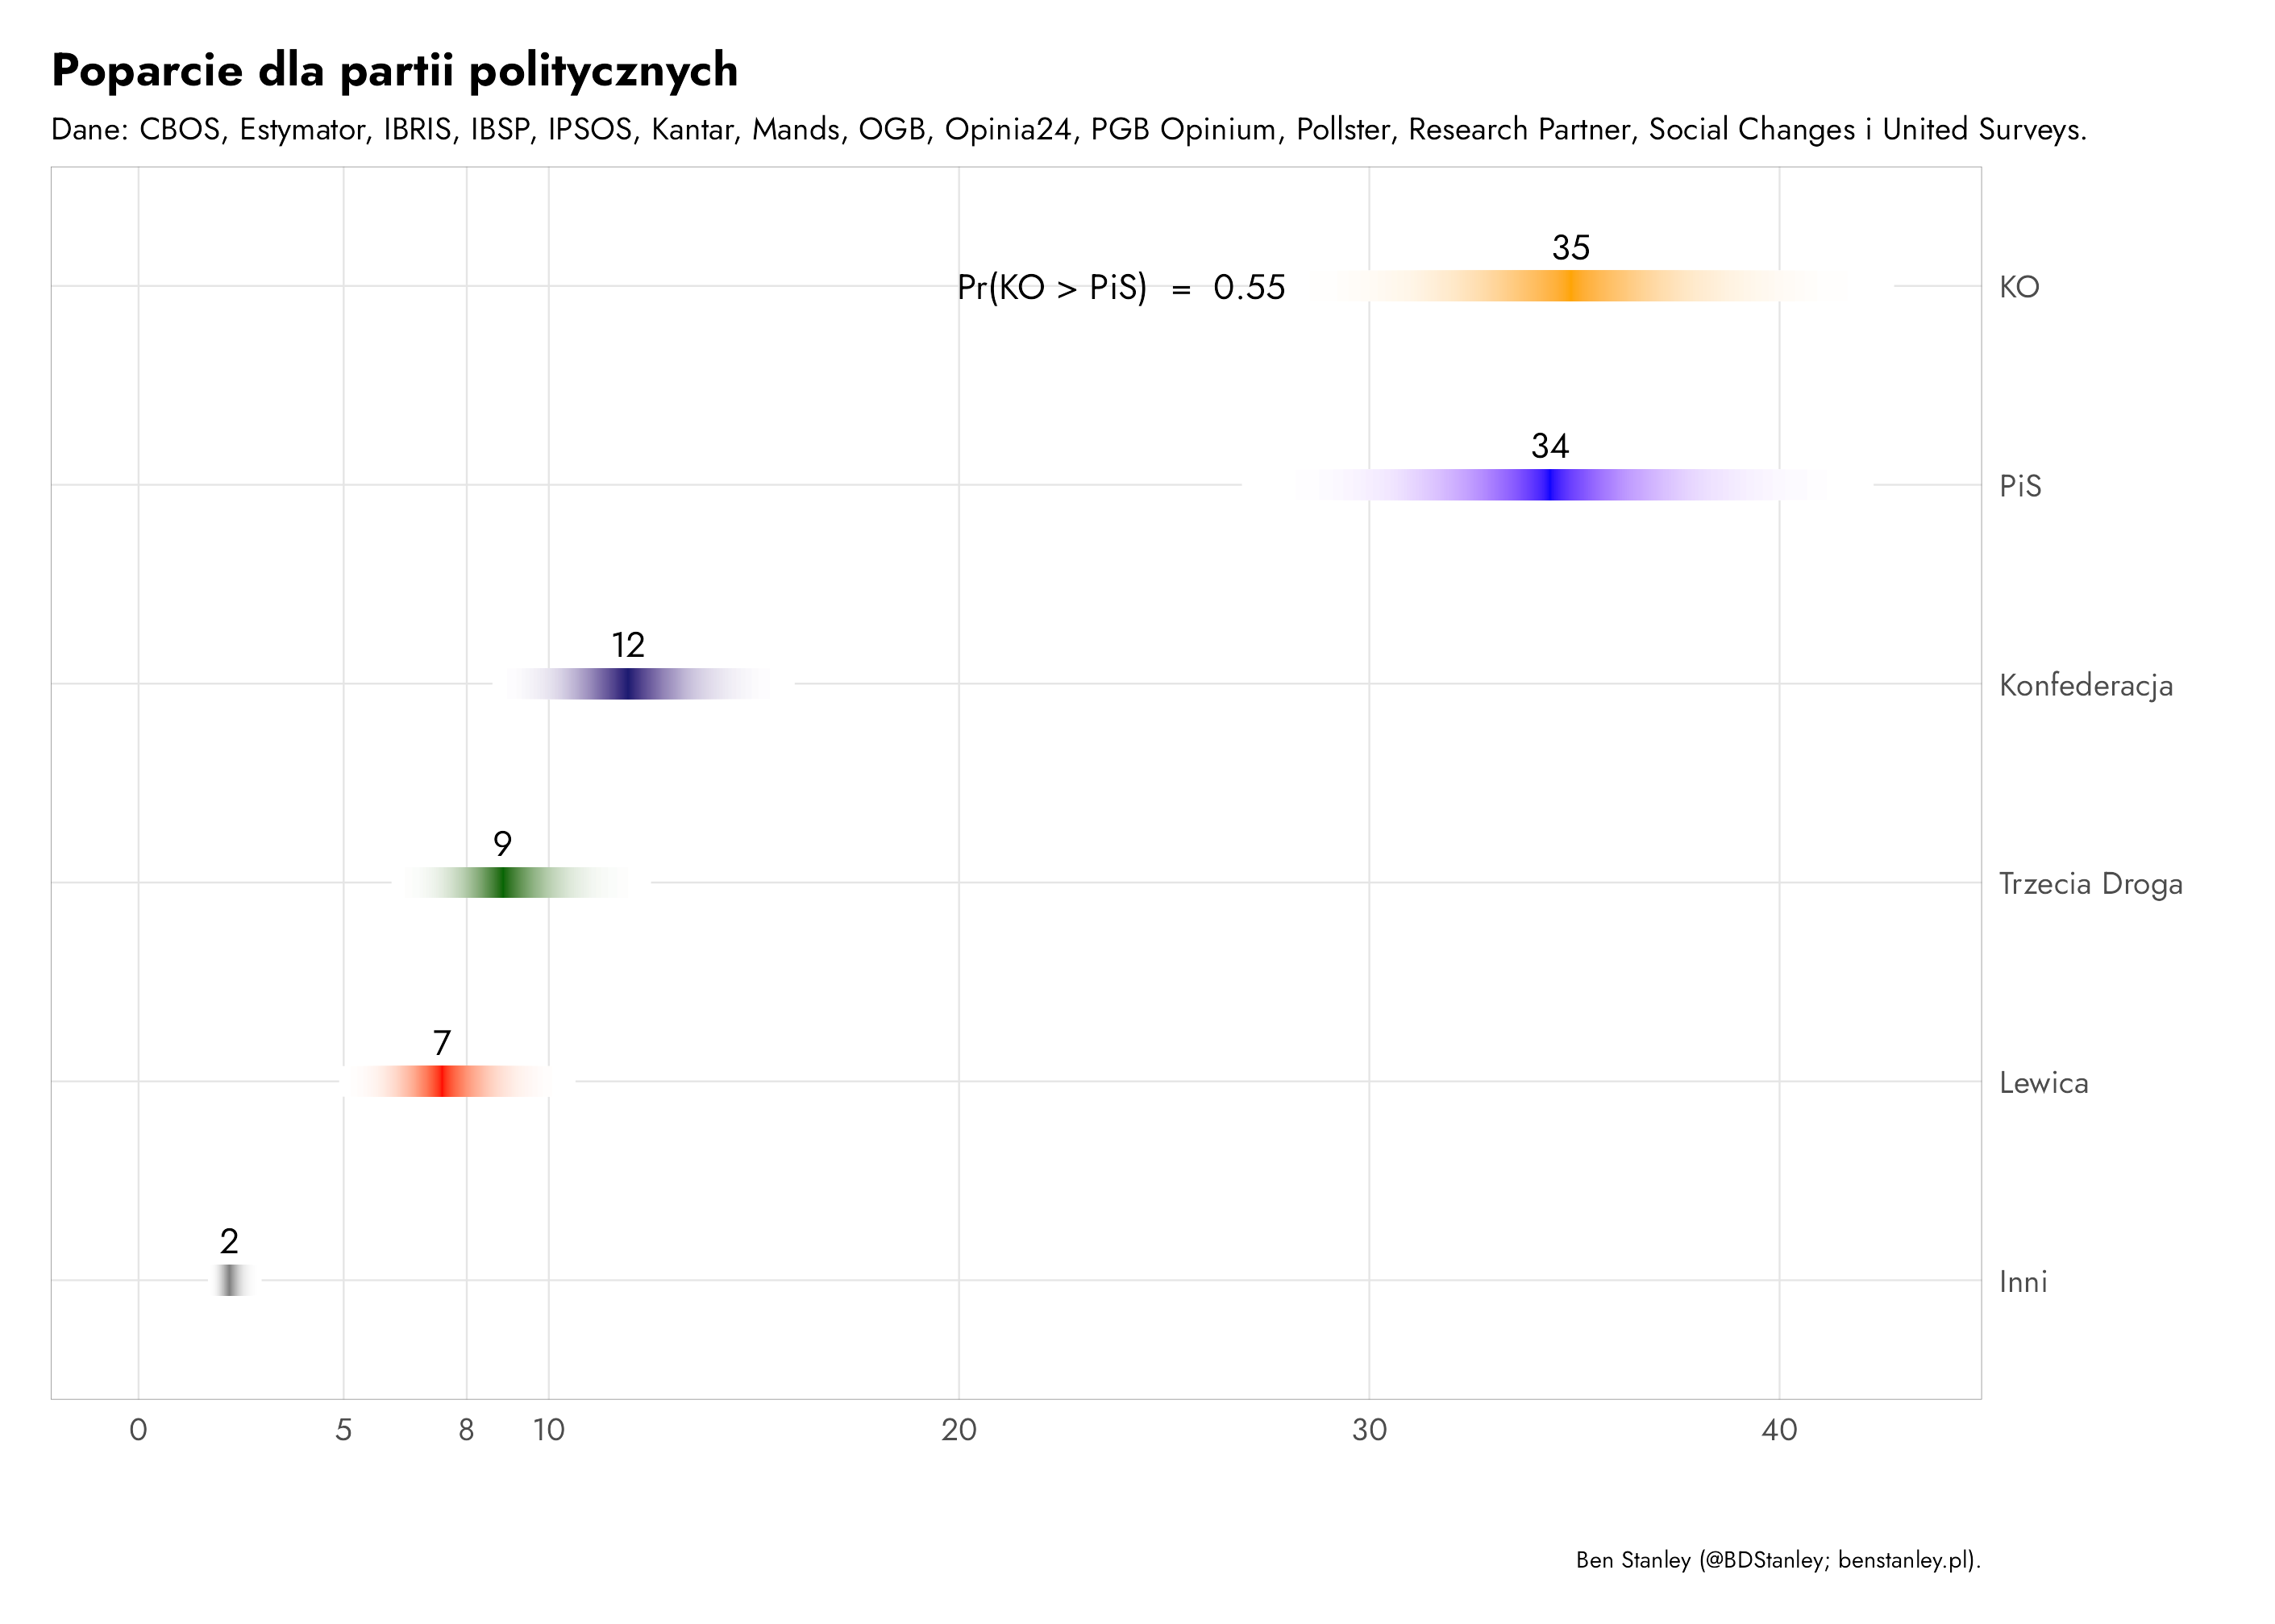 Poparcie dla partii politycznych
Dane: CBOS, Estymator, IBRIS, IBSP, IPSOS, Kantar, Mands, OGB, Opinia24, PGB Opinium, Pollster, Research Partner, Social Changes i United Surveys.
35
Pr(KO > PiS) = 0.55
KO
34
PiS
12
Konfederacja
9
Trzecia Droga
7
Lewica
2
Inni
0 5 8 10 20 30 40
Ben Stanley (@BDStanley; benstanley.pl).